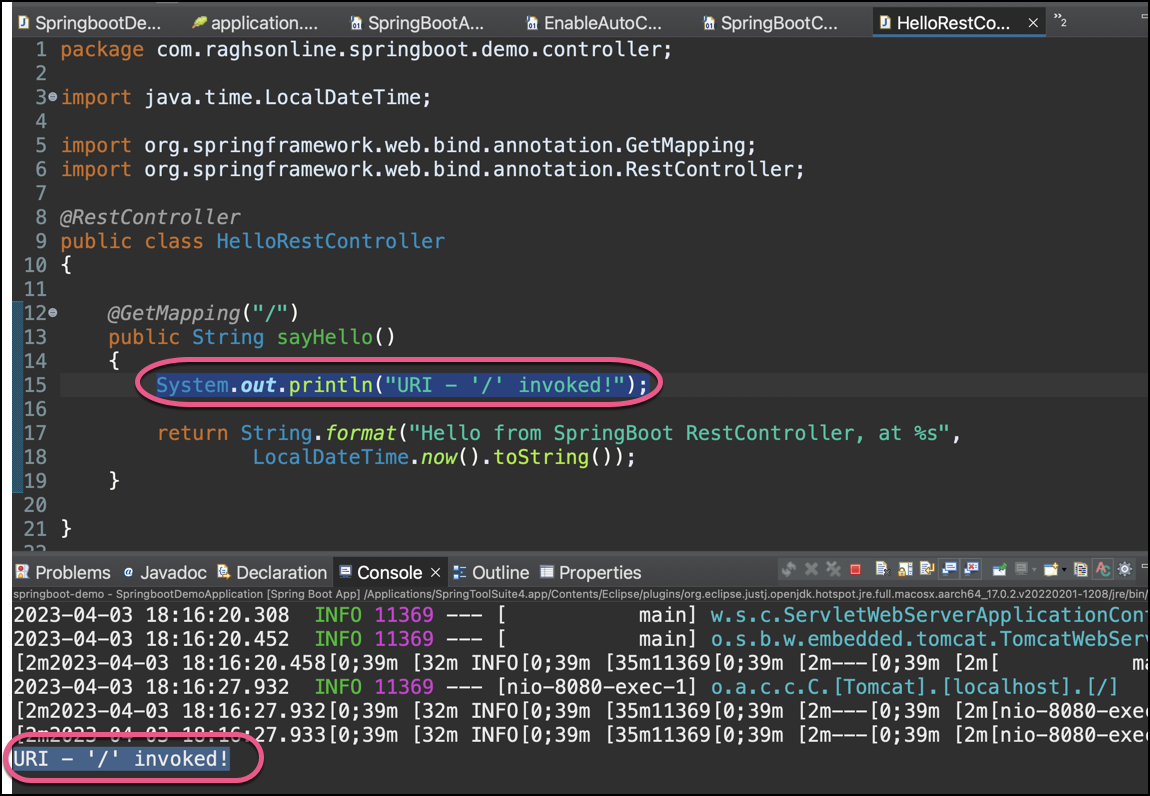 SpringbootDe... application.... SpringBootA... EnableAutoC... SpringBootC... HelloRestCo... »2
1 package com.raghsonline.springboot.demo.controller;
2
3 import java.time.LocalDateTime;
4
5 import org.springframework.web.bind.annotation.GetMapping;
6 import org.springframework.web.bind.annotation.RestController;
7
8 @RestController
9 public class HelloRestController
10 {
11
12 @GetMapping("/")
13 public String sayHello()
14 {
15 System.out.println("URI - '/' invoked!");
16
17 return String.format("Hello from SpringBoot RestController, at %s",
18 LocalDateTime.now().toString());
19 }
20
21 }
Problems Javadoc Declaration Console Outline Properties
springboot-demo - SpringbootDemoApplication [Spring Boot App] /Applications/SpringToolSuite4.app/Contents/Eclipse/plugins/org.eclipse.justj.openjdk.hotspot.jre.full.macosx.aarch64_17.0.2.v20220201-1208/jre/bin/
2023-04-03 18:16:20.308 INFO 11369 --- [ main] w.s.c.ServletWebServerApplicationCon
2023-04-03 18:16:20.452 INFO 11369 --- [ main] o.s.b.w.embedded.tomcat.TomcatWebServ
[2m2023-04-03 18:16:20.458[0;39m [32m INFO[0;39m [35m11369[0;39m [2m---[0;39m [2m[ ma
2023-04-03 18:16:27.932 INFO 11369 --- [nio-8080-exec-1] o.a.c.c.C.[Tomcat].[localhost].[/]
[2m2023-04-03 18:16:27.932[0;39m [32m INFO[0;39m [35m11369[0;39m [2m---[0;39m [2m[nio-8080-exe
[2m2023-04-03 18:16:27.933[0;39m [32m INFO[0;39m [35m11369[0;39m [2m---[0;39m [2m[nio-8080-exe
URI - '/' invoked!